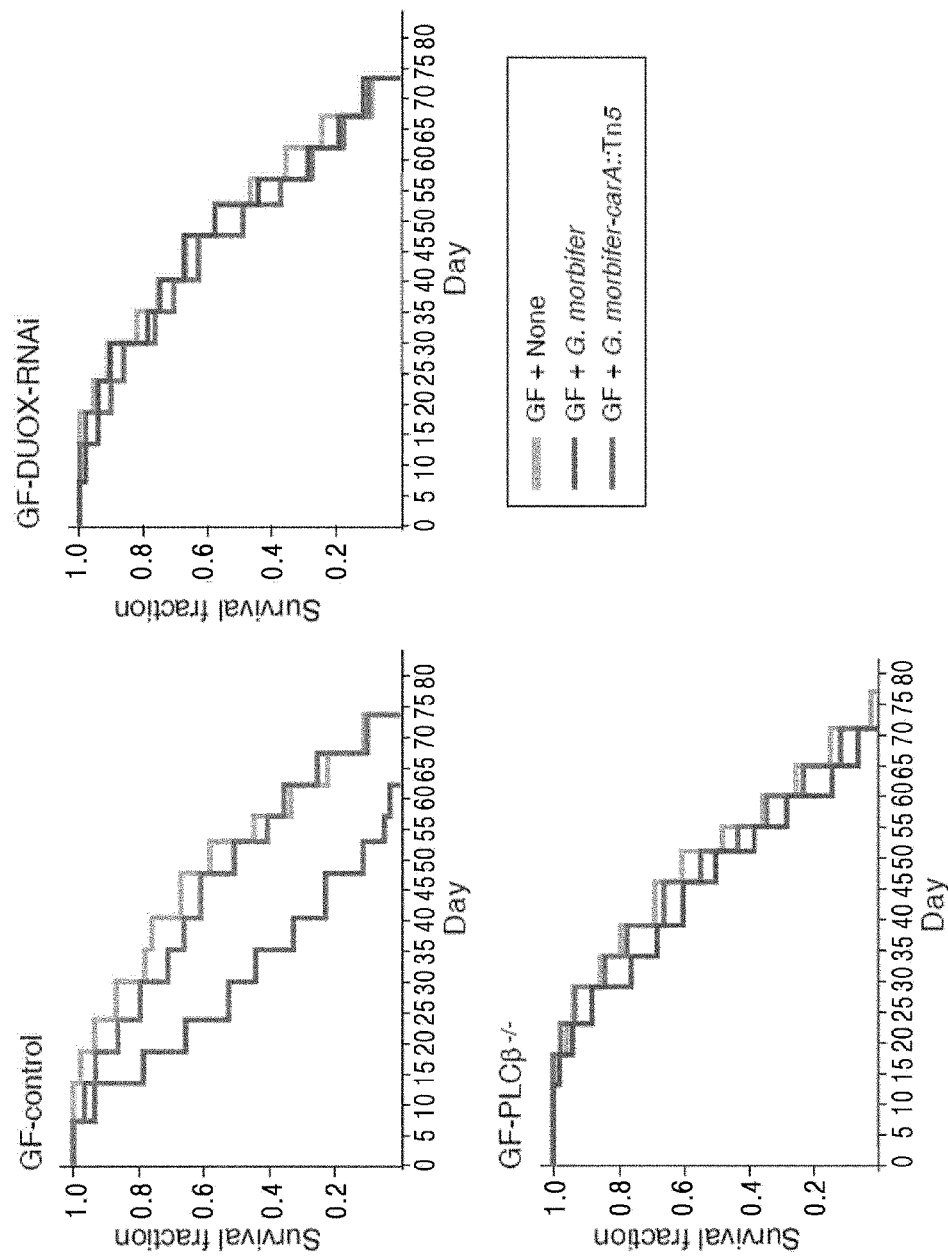 GF-control
Survival fraction
1.0
0.8
0.6
0.4
0.2
0 5 10 15 20 25 30 35 40 45 50 55 60 65 70 75 80
Day
GF-DUOX-RNAi
Survival fraction
1.0
0.8
0.6
0.4
0.2
0 5 10 15 20 25 30 35 40 45 50 55 60 65 70 75 80
Day
GF-PLCβ-/-
Survival fraction
1.0
0.8
0.6
0.4
0.2
0 5 10 15 20 25 30 35 40 45 50 55 60 65 70 75 80
Day
GF + None
GF + G. morbifer
GF + G. morbifer-carA::Tn5